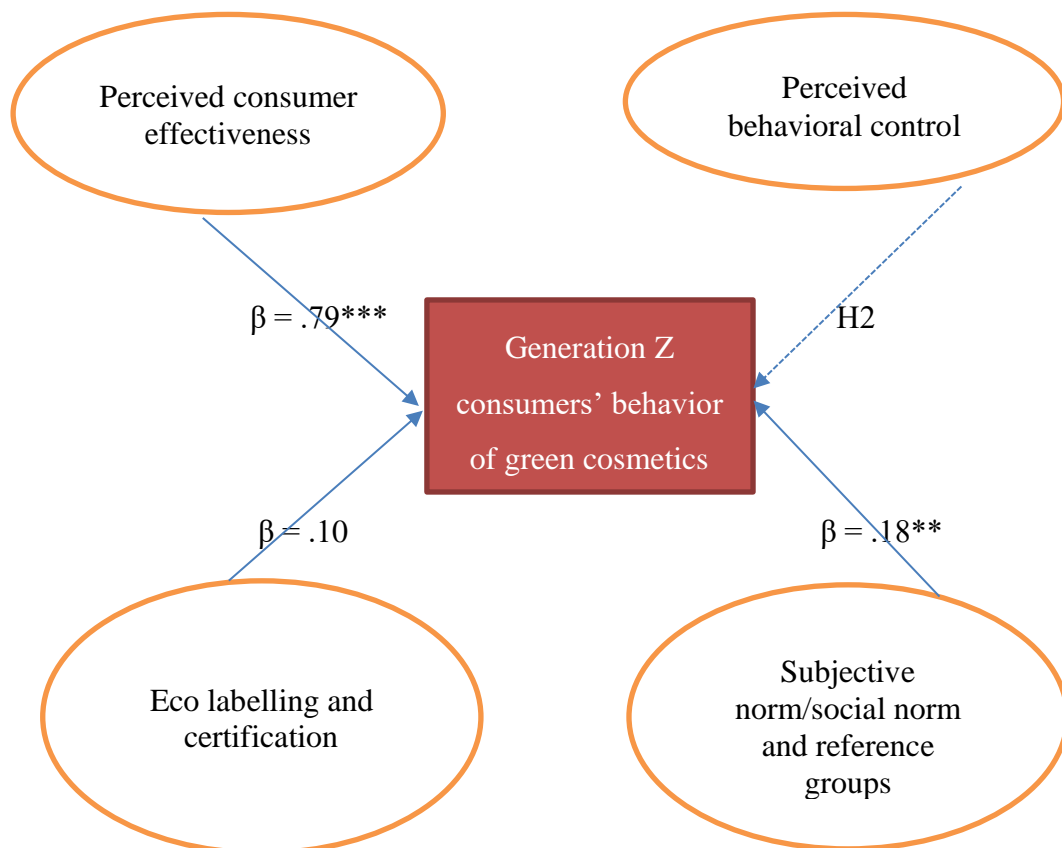 Perceived consumer
effectiveness
Perceived
behavioral control
β = .79***
H2
Generation Z
consumers’ behavior
of green cosmetics
β = .10
β = .18**
Eco labelling and
certification
Subjective
norm/social norm
and reference
groups